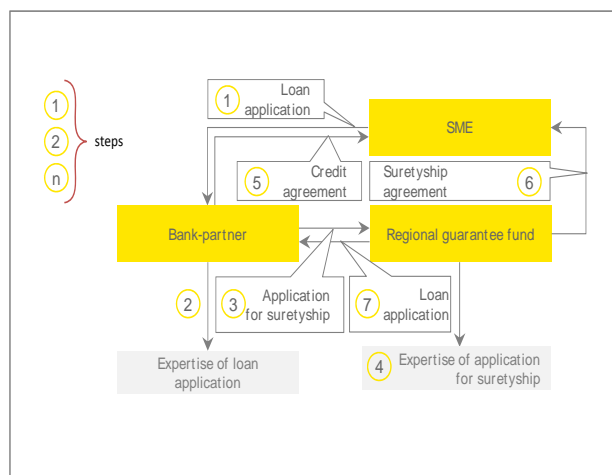 1
Loan
application
1
2
n
steps
SME
5
Credit
agreement
Suretyship
agreement
6
Bank-partner
Regional guarantee fund
2
3
Application
for suretyship
7
Loan
application
Expertise of loan
application
4
Expertise of application
for suretyship